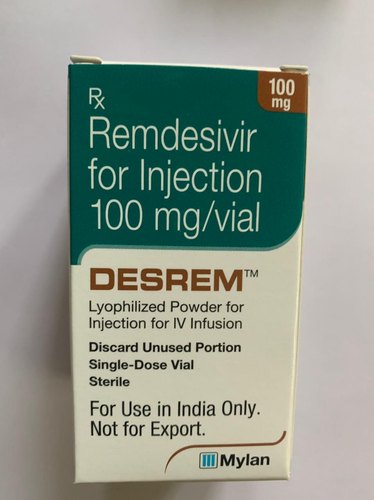 Rx
100
mg
Remdesivir
for Injection
100 mg/vial
DESREM™
Lyophilized Powder for
Injection for IV Infusion
Discard Unused Portion
Single-Dose Vial
Sterile
For Use in India Only.
Not for Export.
Mylan